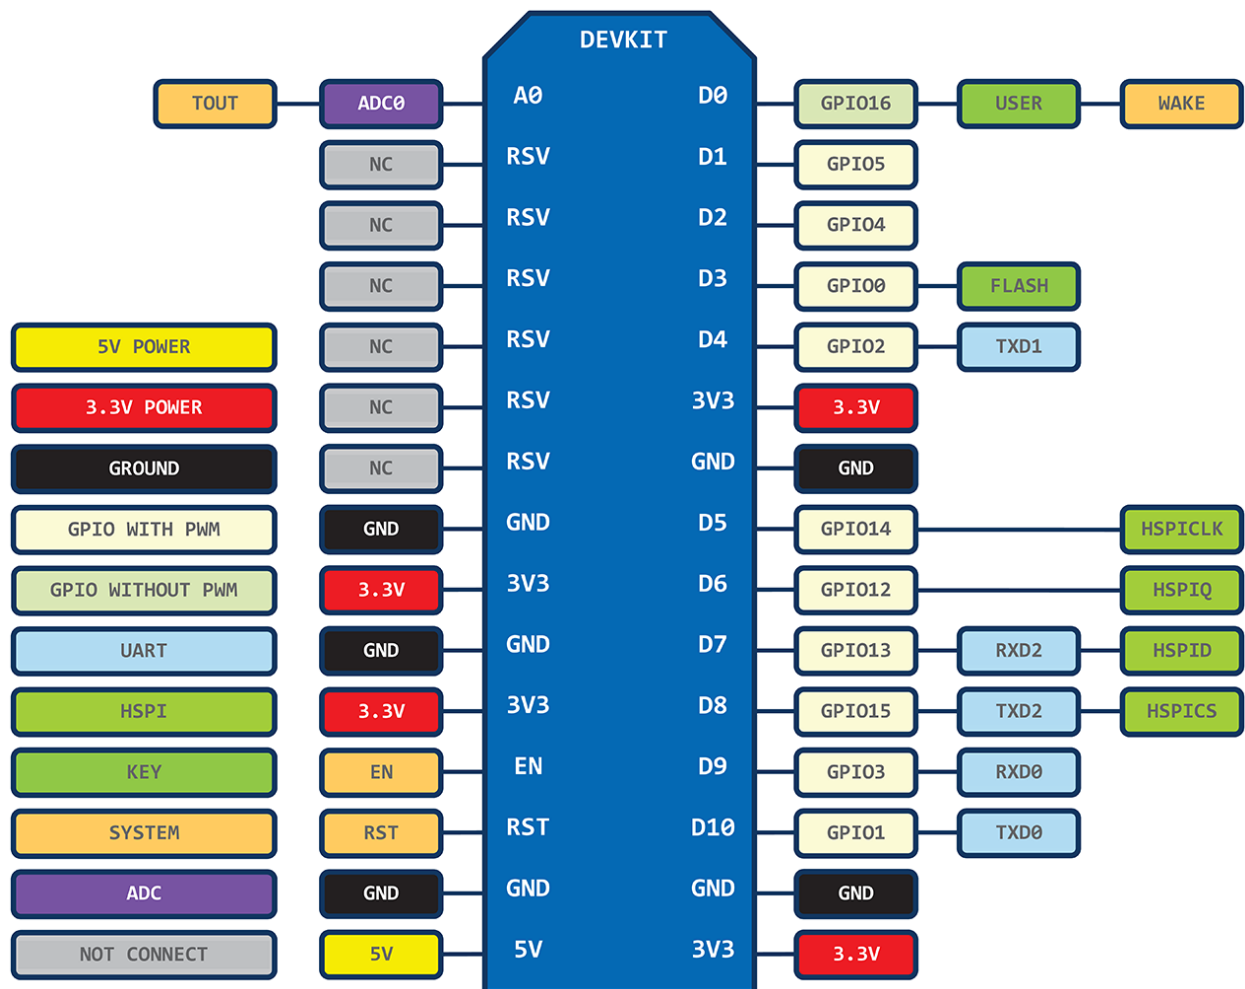 DEVKIT
TOUT ADC0 A0 D0 GPIO16 USER WAKE
NC RSV D1 GPIO5
NC RSV D2 GPIO4
NC RSV D3 GPIO0 FLASH
5V POWER NC RSV D4 GPIO2 TXD1
3.3V POWER NC RSV 3V3 3.3V
GROUND NC RSV GND GND
GPIO WITH PWM GND GND D5 GPIO14 HSPICLK
GPIO WITHOUT PWM 3.3V 3V3 D6 GPIO12 HSPIQ
UART GND GND D7 GPIO13 RXD2 HSPID
HSPI 3.3V 3V3 D8 GPIO15 TXD2 HSPICS
KEY EN EN D9 GPIO3 RXD0
SYSTEM RST RST D10 GPIO1 TXD0
ADC GND GND GND GND
NOT CONNECT 5V 5V 3V3 3.3V